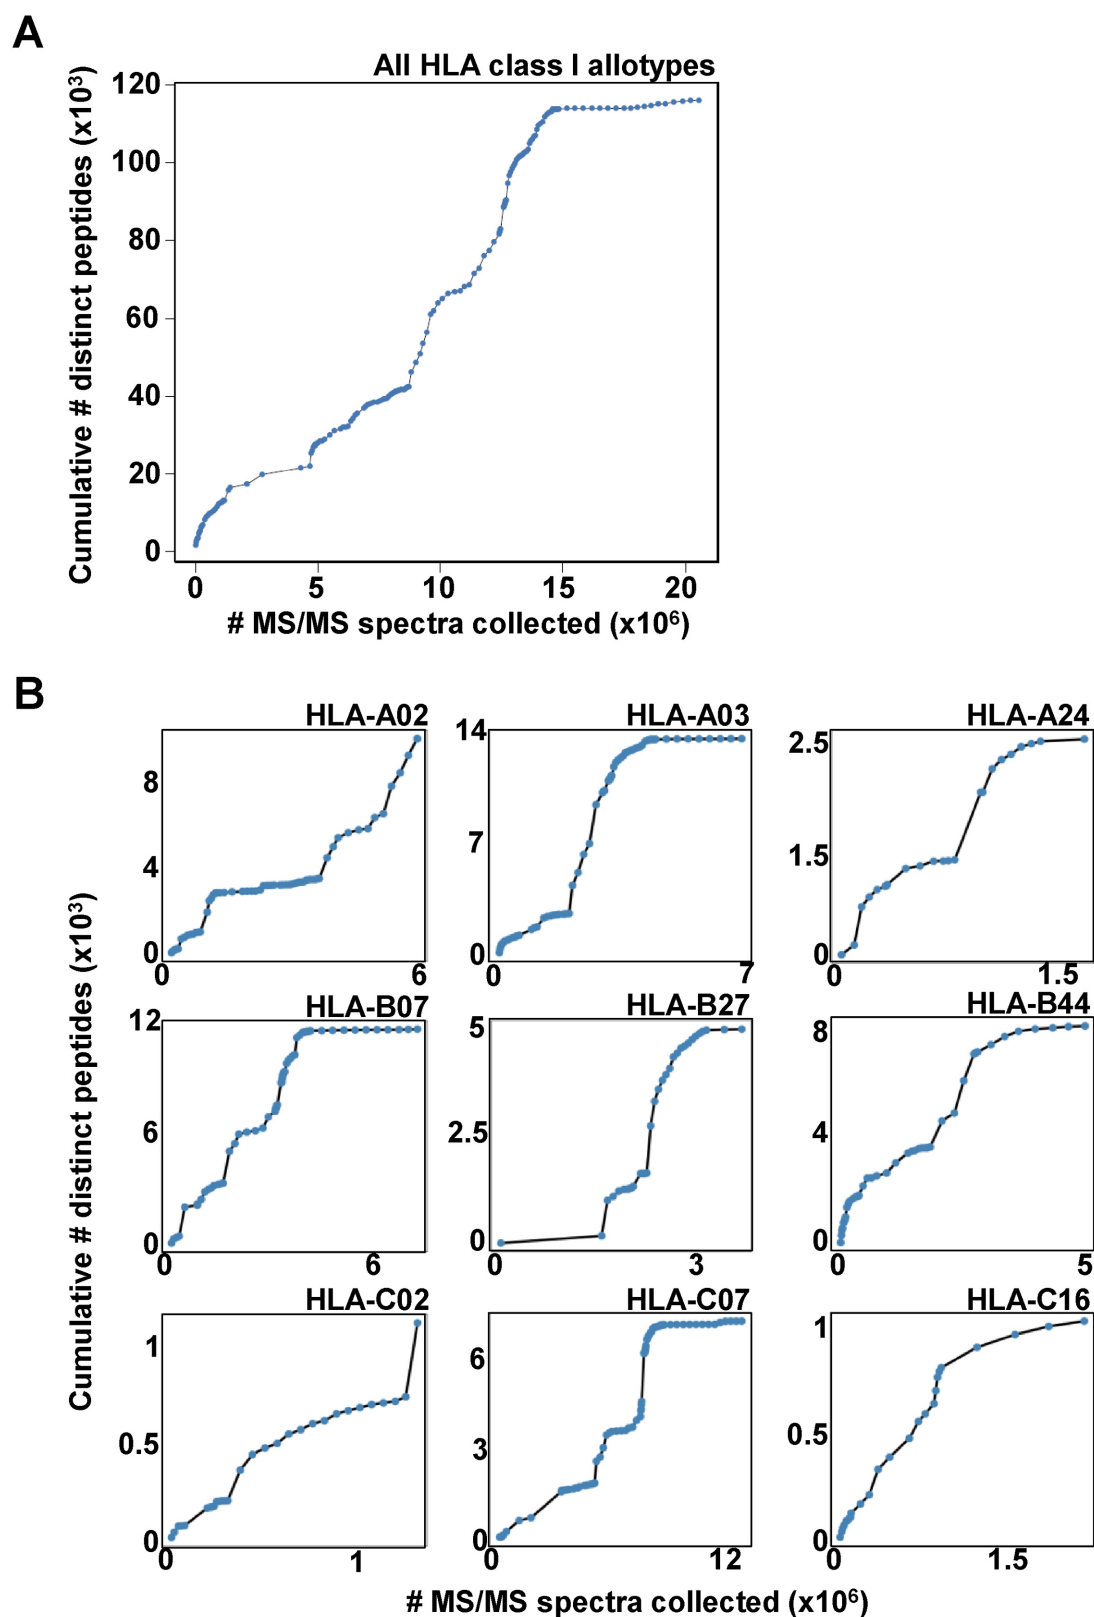 A
All HLA class I allotypes
Cumulative # distinct peptides (x10³)
120
100
80
60
40
20
0
0 5 10 15 20
# MS/MS spectra collected (x10⁶)
B
Cumulative # distinct peptides (x10³)
HLA-A02
8
4
0
0 6
HLA-A03
14
7
0
0 7
HLA-A24
2.5
1.5
0
0 1.5
HLA-B07
12
6
0
0 6
HLA-B27
5
2.5
0
0 3
HLA-B44
8
4
0
0 5
HLA-C02
1
0.5
0
0 1
HLA-C07
6
3
0
0 12
HLA-C16
1
0.5
0
0 1.5
# MS/MS spectra collected (x10⁶)